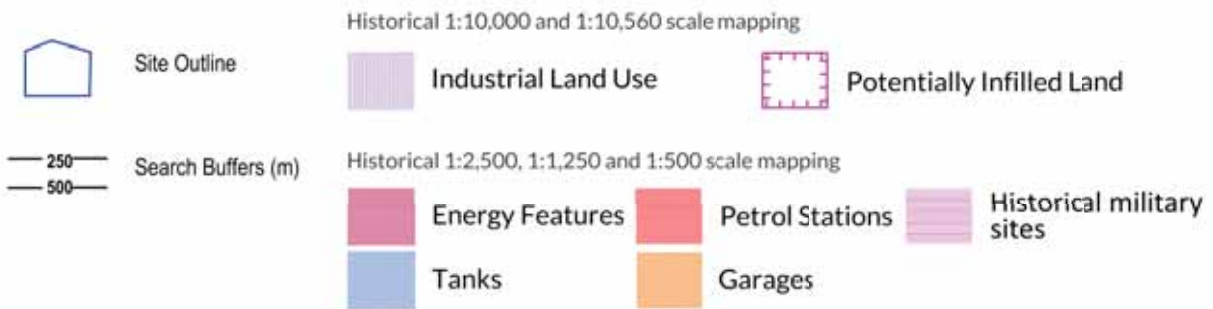 Historical 1:10,000 and 1:10,560 scale mapping
Site Outline
Industrial Land Use
Potentially Infilled Land
250
500
Search Buffers (m)
Historical 1:2,500, 1:1,250 and 1:500 scale mapping
Energy Features
Petrol Stations
Historical military
sites
Tanks
Garages